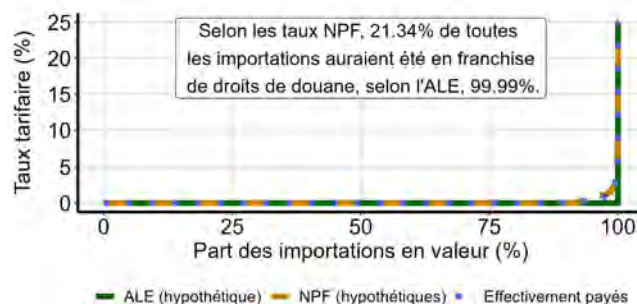 Selon les taux NPF, 21.34% de toutes
les importations auraient été en franchise
de droits de douane, selon l'ALE, 99.99%.
Taux tarifaire (%)
25
20
15
10
5
0
0 25 50 75 100
Part des importations en valeur (%)
ALE (hypothétique) NPF (hypothétiques) Effectivement payés